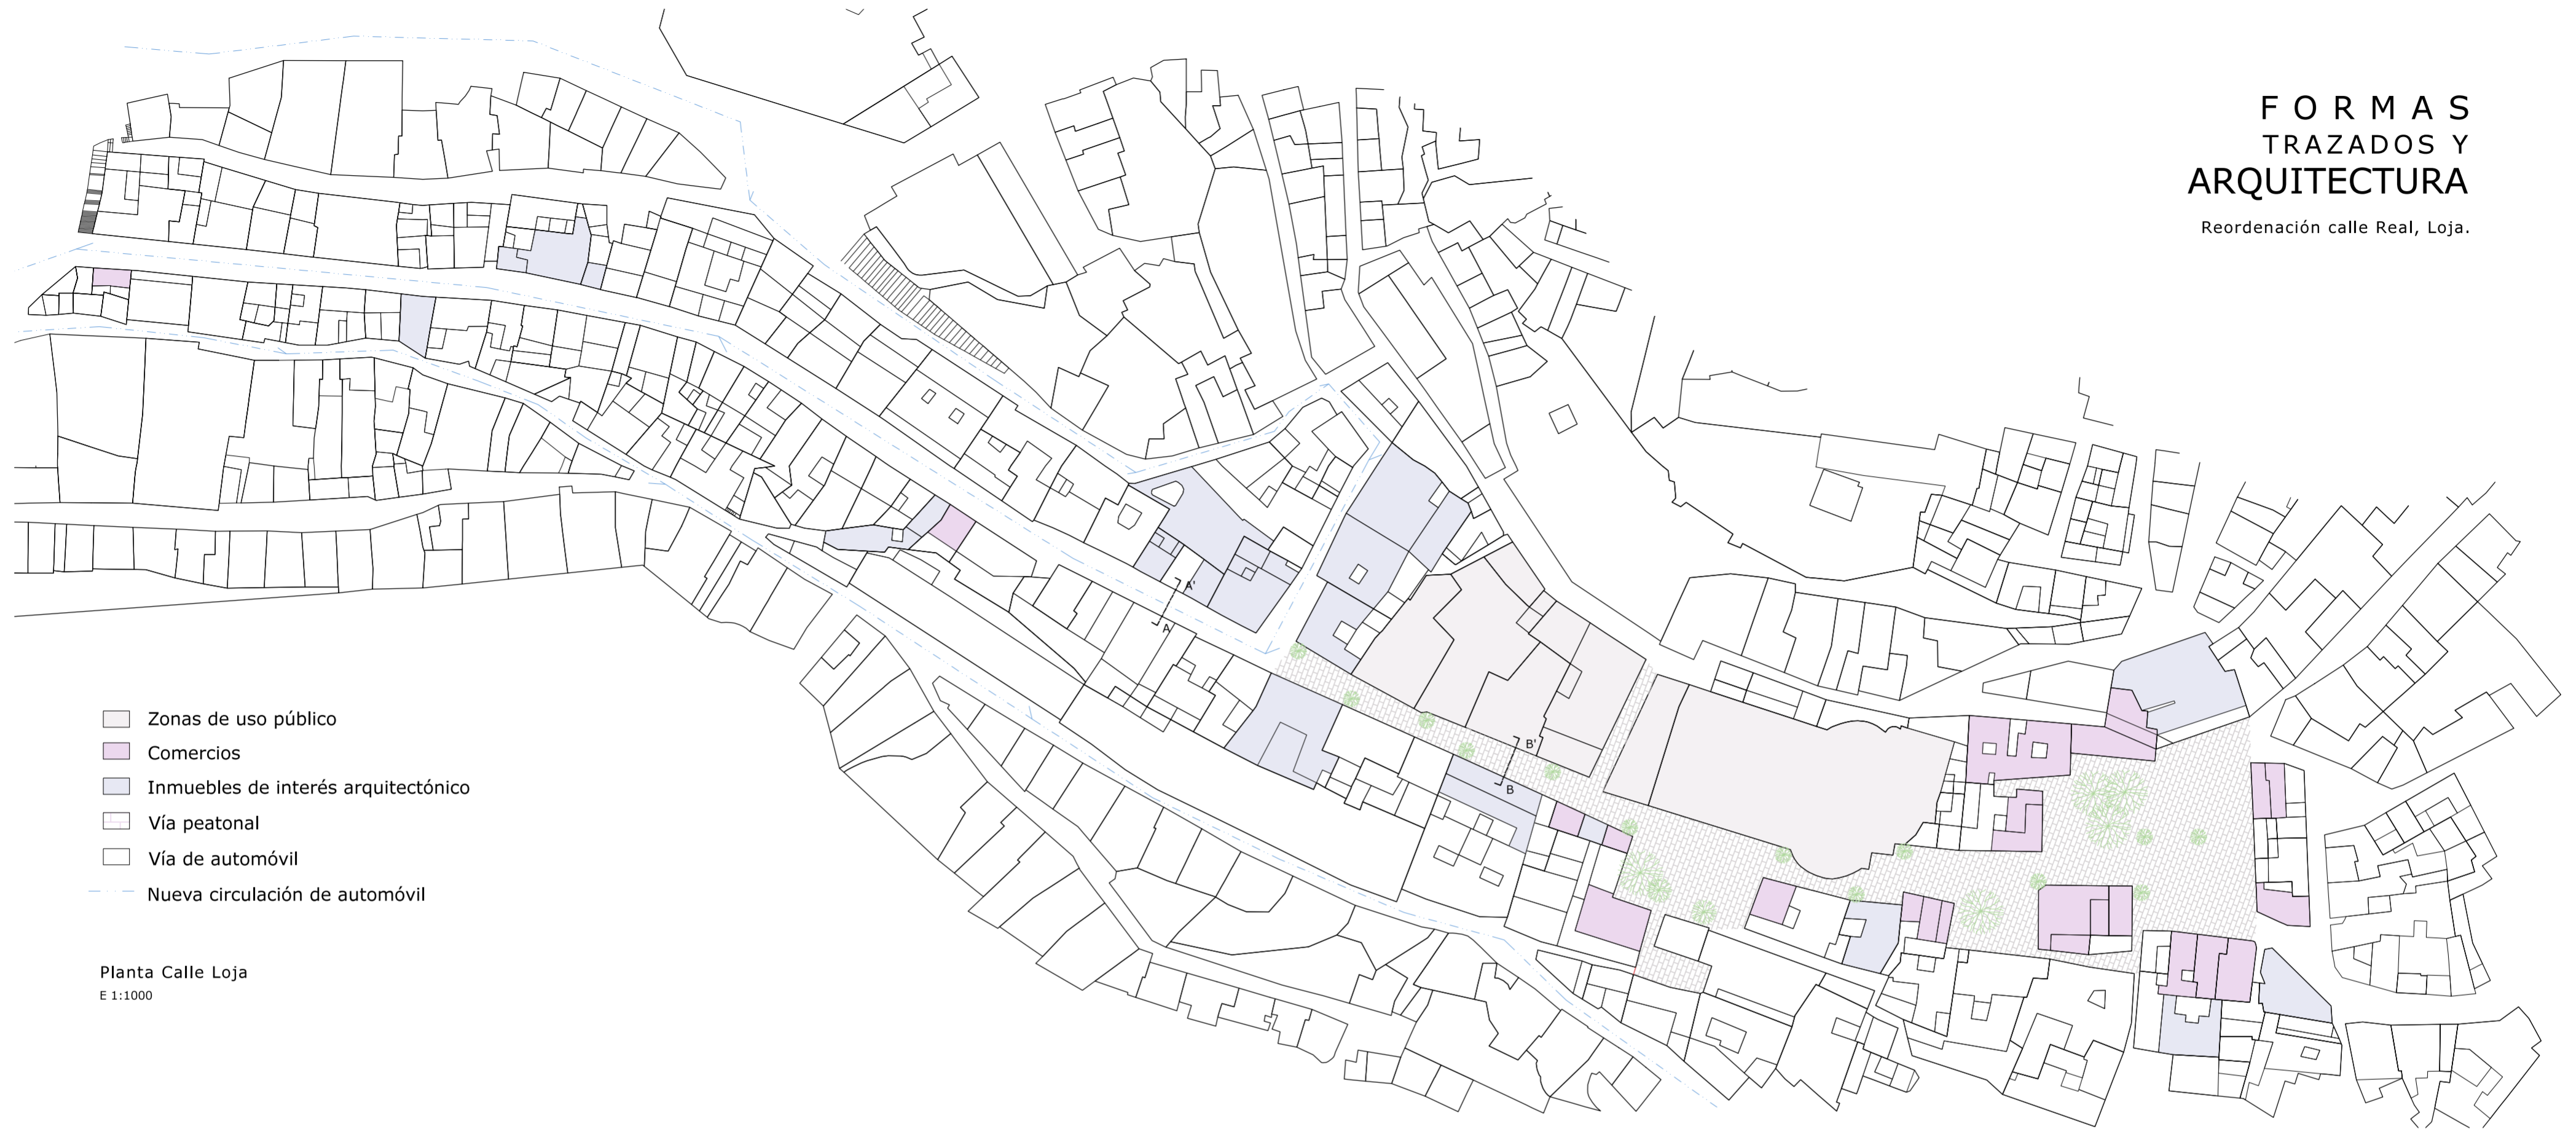 FORMAS
TRAZADOS Y
ARQUITECTURA
Reordenación calle Real, Loja.
A'
A
B'
B
Zonas de uso público
Comercios
Inmuebles de interés arquitectónico
Vía peatonal
Vía de automóvil
Nueva circulación de automóvil
Planta Calle Loja
E 1:1000